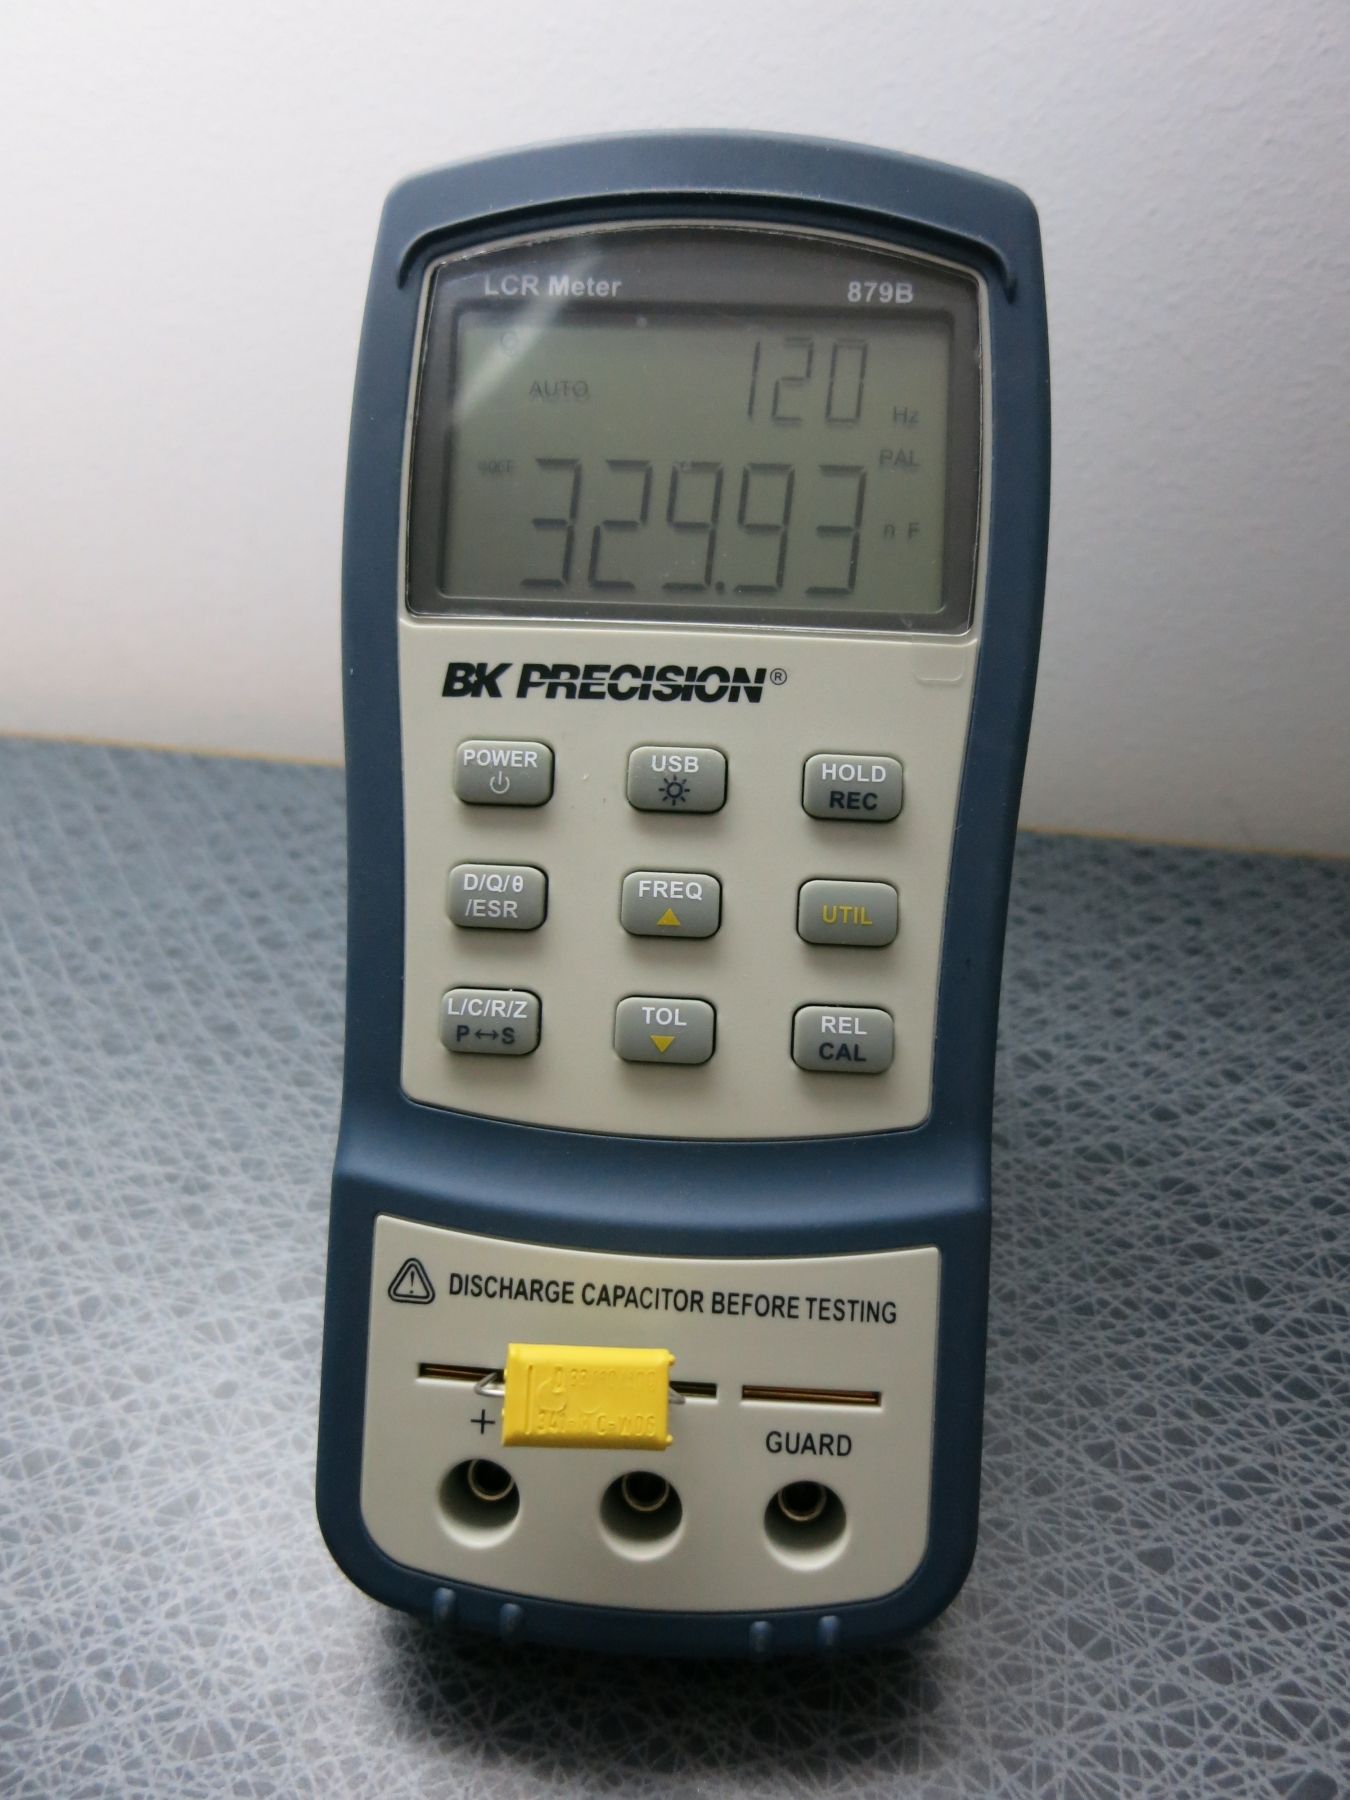 LCR Meter 879B
120
AUTO Hz
PAL
329.93 n F
BK PRECISION®
POWER USB HOLD
REC
D/Q/θ FREQ UTIL
/ESR
L/C/R/Z TOL REL
P↔S CAL
DISCHARGE CAPACITOR BEFORE TESTING
+
GUARD